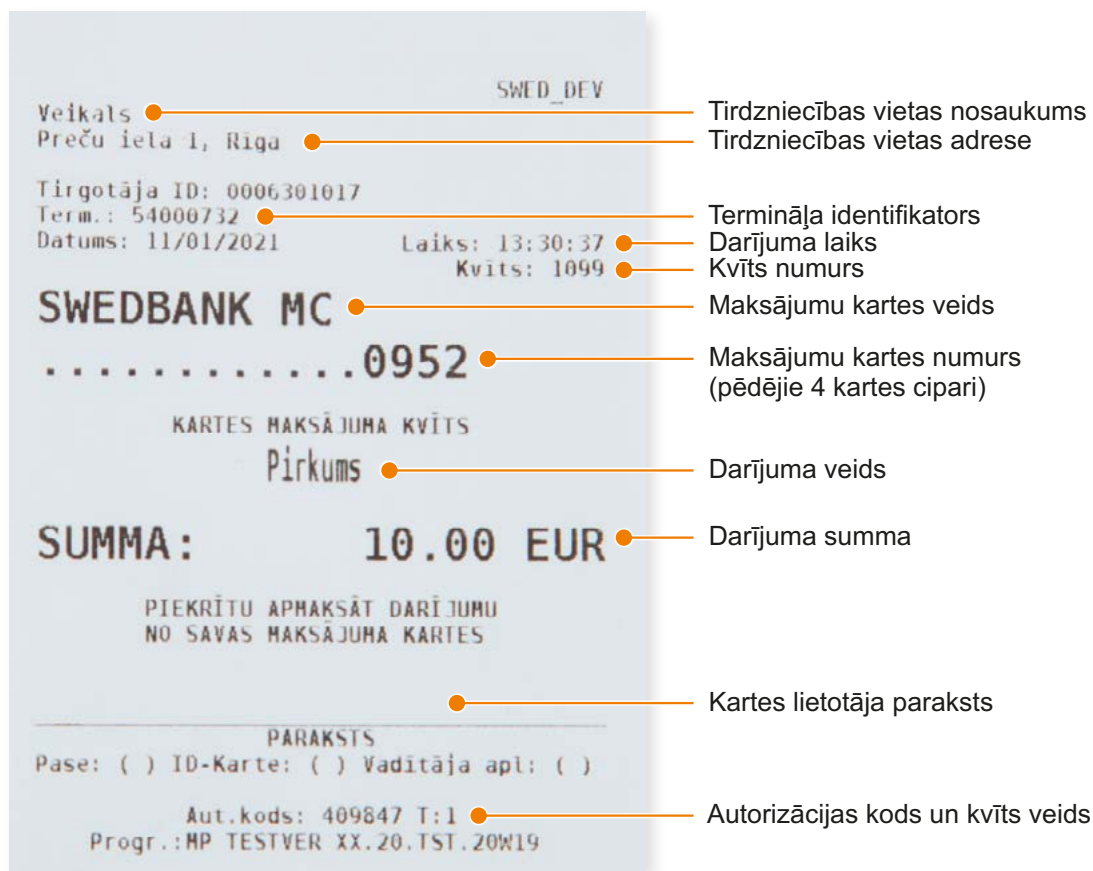 SWED_DEV
Veikals
Tirdzniecības vietas nosaukums
Preču iela 1, Rīga
Tirdzniecības vietas adrese
Tirgotāja ID: 0006301017
Term.: 54000732
Termināļa identifikators
Datums: 11/01/2021 Laiks: 13:30:37
Darījuma laiks
Kvīts: 1099
Kvīts numurs
SWEDBANK MC
Maksājumu kartes veids
............0952
Maksājumu kartes numurs
(pēdējie 4 kartes cipari)
KARTES MAKSĀJUMA KVĪTS
Pirkums
Darījuma veids
SUMMA: 10.00 EUR
Darījuma summa
PIEKRĪTU APMAKSĀT DARĪJUMU
NO SAVAS MAKSĀJUMA KARTES
Kartes lietotāja paraksts
PARAKSTS
Pase: ( ) ID-Karte: ( ) Vadītāja apl: ( )
Aut.kods: 409847 T:1
Autorizācijas kods un kvīts veids
Progr.:MP TESTVER XX.20.TST.20W19